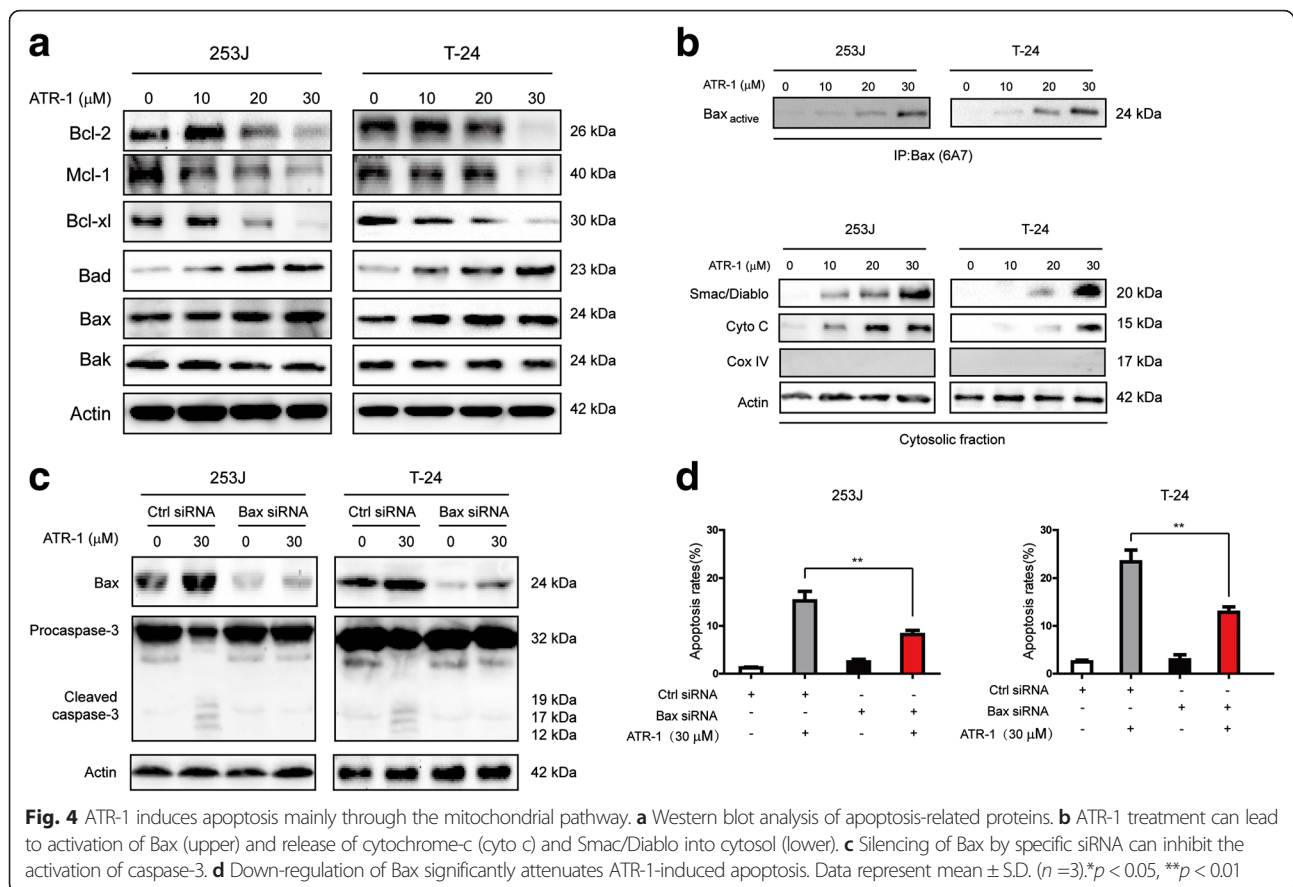 a
253J T-24
ATR-1 (μM) 0 10 20 30 0 10 20 30
Bcl-2 26 kDa
Mcl-1 40 kDa
Bcl-xl 30 kDa
Bad 23 kDa
Bax 24 kDa
Bak 24 kDa
Actin 42 kDa
b
253J T-24
ATR-1 (μM) 0 10 20 30 0 10 20 30
Bax active 24 kDa
IP:Bax (6A7)
253J T-24
ATR-1 (μM) 0 10 20 30 0 10 20 30
Smac/Diablo 20 kDa
Cyto C 15 kDa
Cox IV 17 kDa
Actin 42 kDa
Cytosolic fraction
c
253J T-24
Ctrl siRNA Bax siRNA Ctrl siRNA Bax siRNA
ATR-1 (μM) 0 30 0 30 0 30 0 30
Bax 24 kDa
Procaspase-3 32 kDa
Cleaved
caspase-3
19 kDa
17 kDa
12 kDa
Actin 42 kDa
d
253J
Apoptosis rates(%)
30
20
10
0
**
Ctrl siRNA + + - -
Bax siRNA - - + +
ATR-1 (30 μM) - + - +
T-24
Apoptosis rates(%)
30
20
10
0
**
Ctrl siRNA + + - -
Bax siRNA - - + +
ATR-1 (30 μM) - + - +
Fig. 4 ATR-1 induces apoptosis mainly through the mitochondrial pathway. a Western blot analysis of apoptosis-related proteins. b ATR-1 treatment can lead
to activation of Bax (upper) and release of cytochrome-c (cyto c) and Smac/Diablo into cytosol (lower). c Silencing of Bax by specific siRNA can inhibit the
activation of caspase-3. d Down-regulation of Bax significantly attenuates ATR-1-induced apoptosis. Data represent mean ± S.D. (n =3).*p < 0.05, **p < 0.01